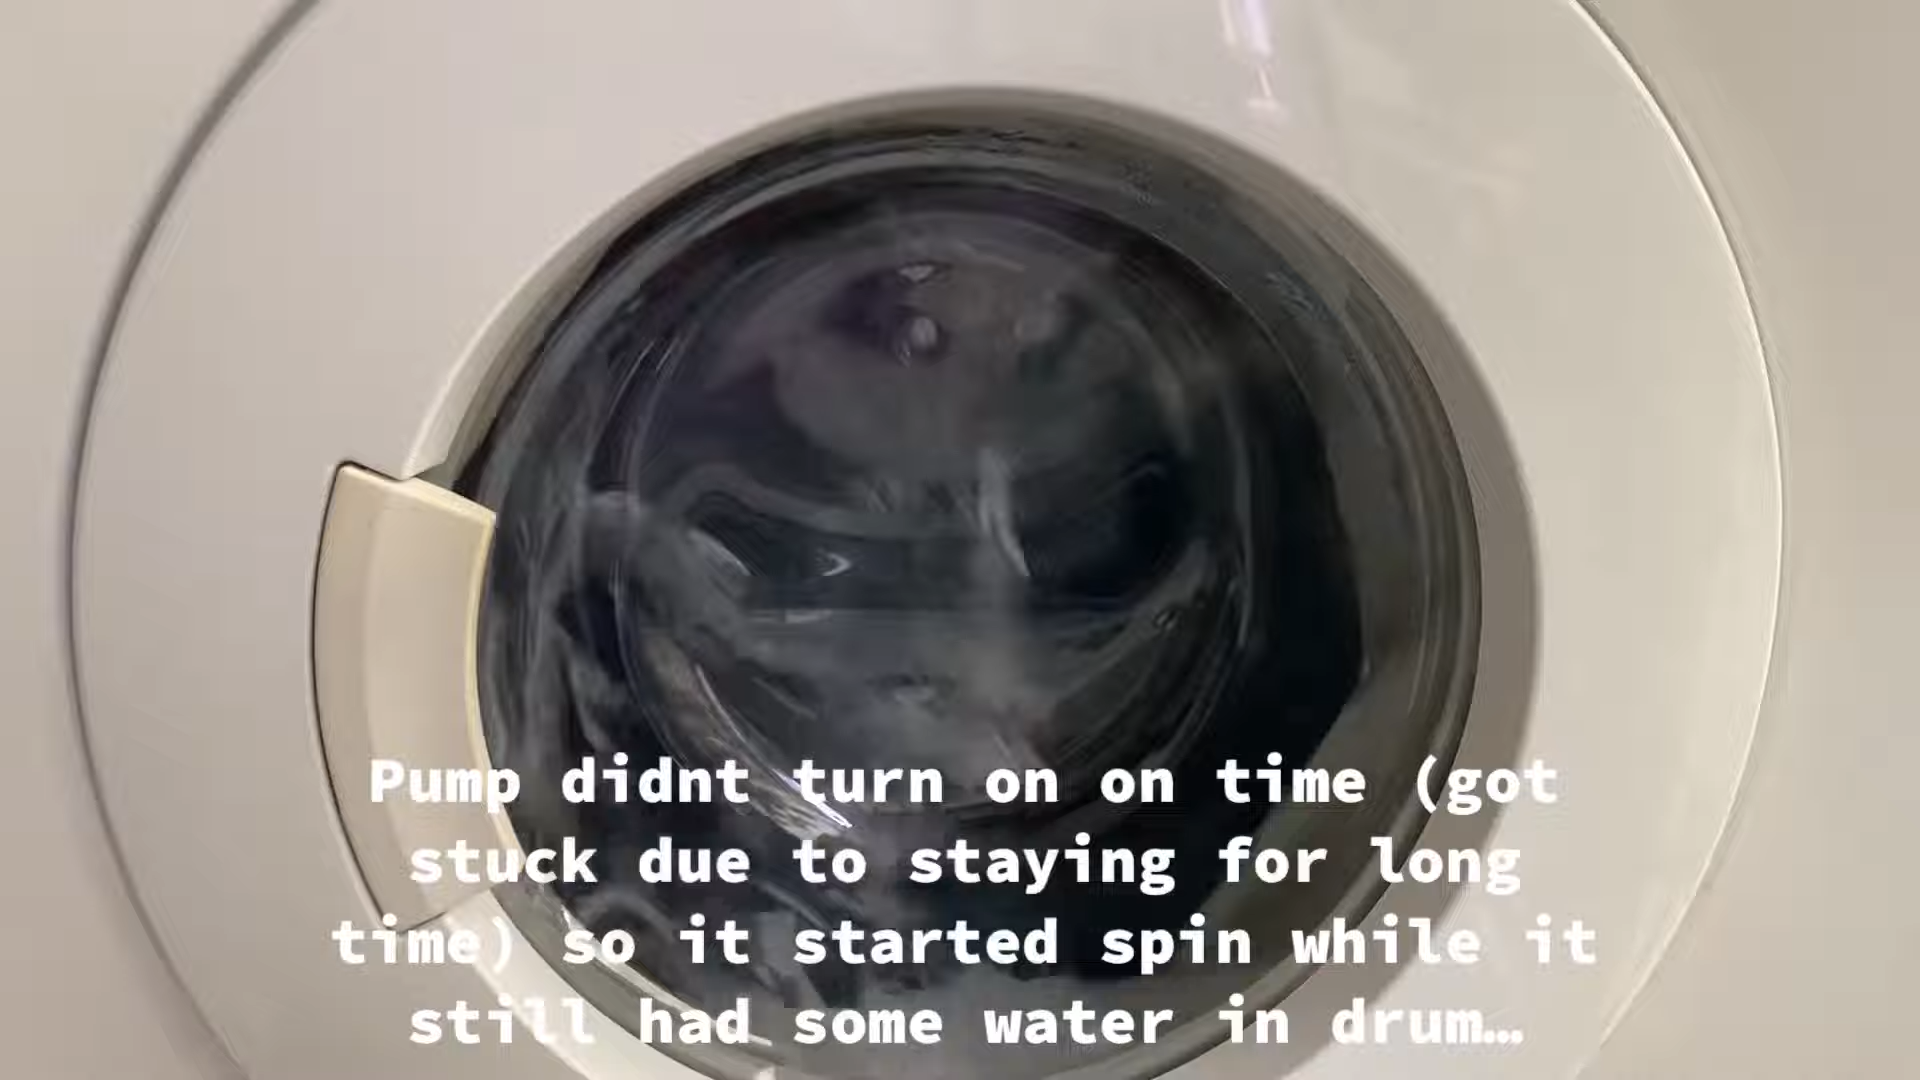 Pump didnt turn on on time (got
stuck due to staying for long
time) so it started spin while it
still had some water in drum…